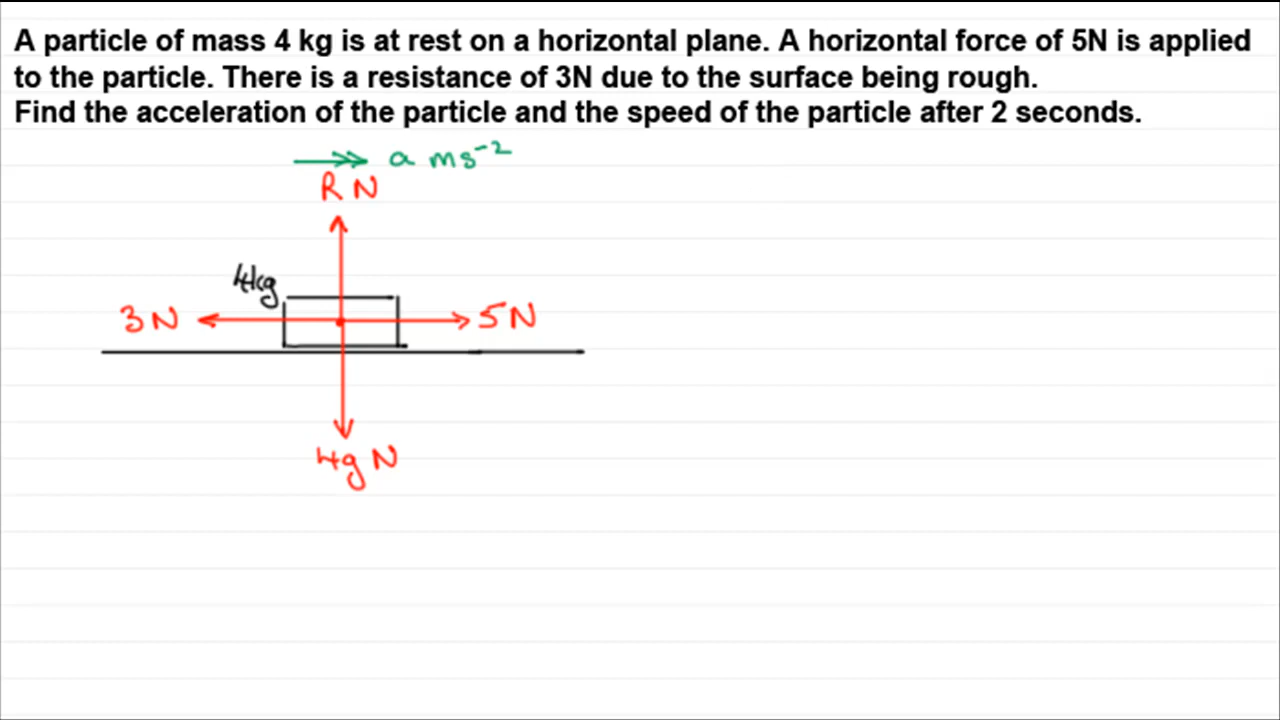 A particle of mass 4 kg is at rest on a horizontal plane. A horizontal force of 5N is applied
to the particle. There is a resistance of 3N due to the surface being rough.
Find the acceleration of the particle and the speed of the particle after 2 seconds.
a ms⁻²
R N
4kg
3N
5N
4g N